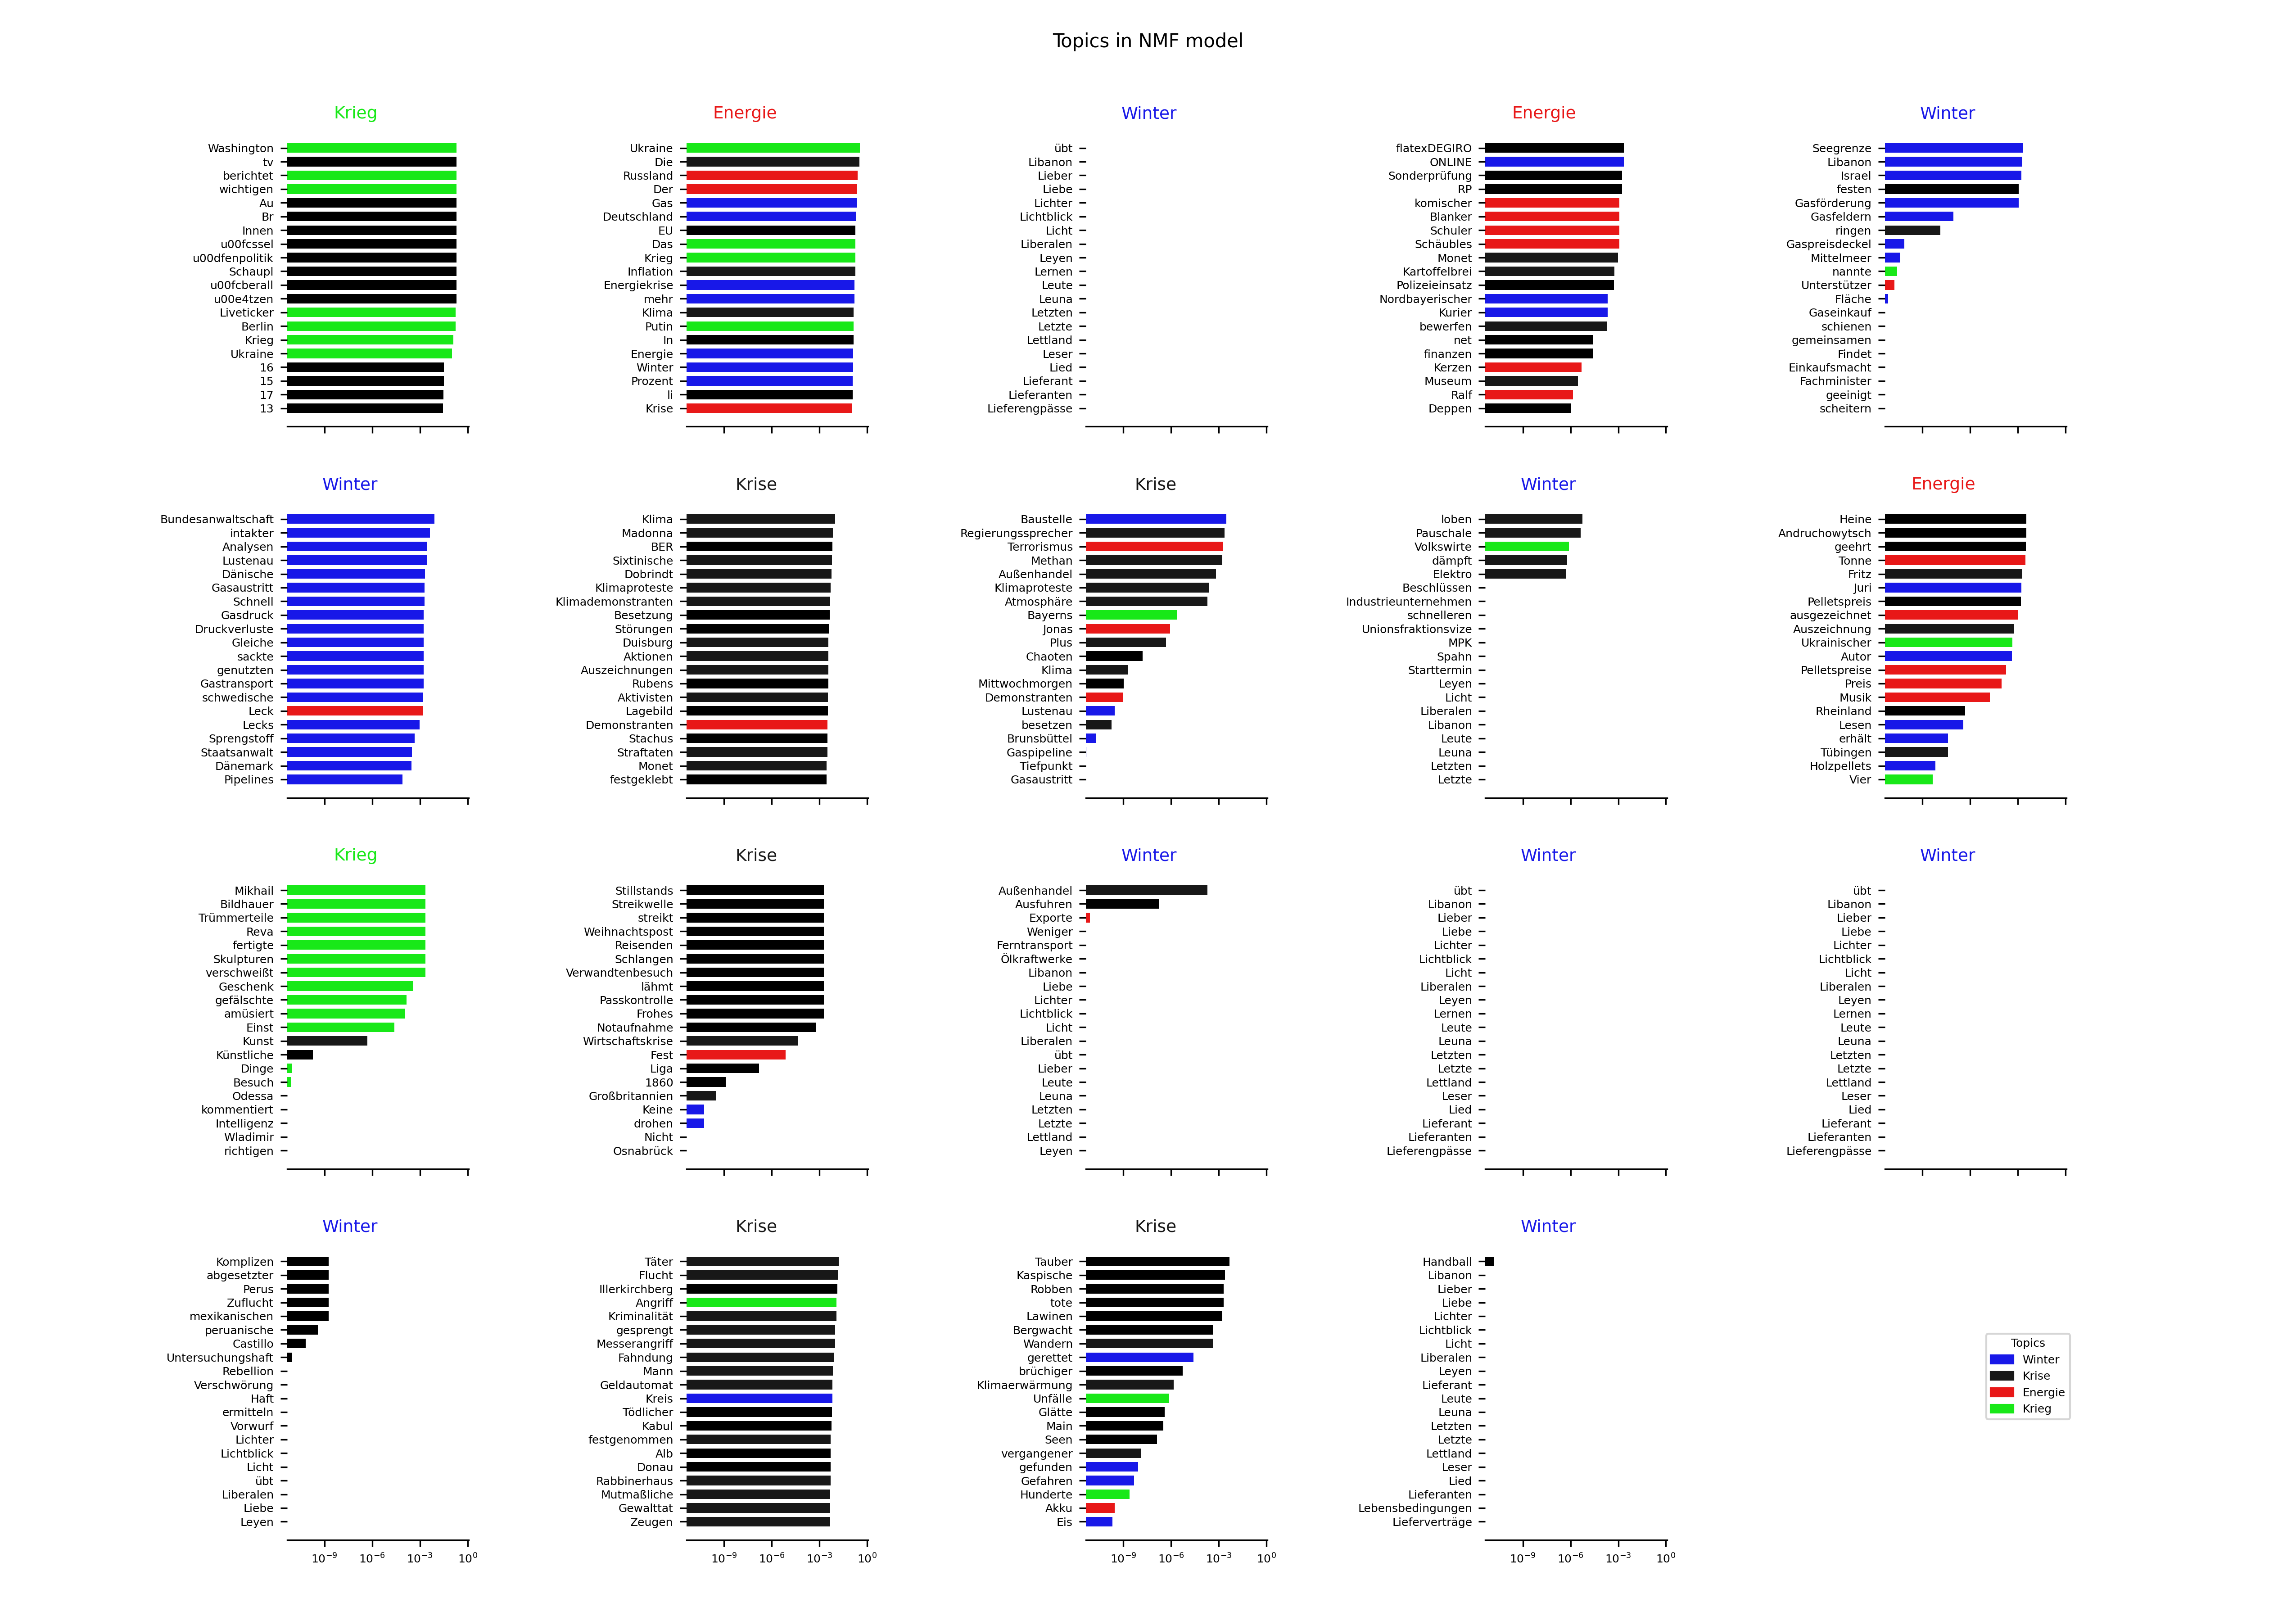 Topics in NMF model
Krieg
Washington
tv
berichtet
wichtigen
Au
Br
Innen
u00fcssel
u00dfenpolitik
Schaupl
u00fcberall
u00e4tzen
Liveticker
Berlin
Krieg
Ukraine
16
15
17
13
Energie
Ukraine
Die
Russland
Der
Gas
Deutschland
EU
Das
Krieg
Inflation
Energiekrise
mehr
Klima
Putin
In
Energie
Winter
Prozent
li
Krise
Winter
übt
Libanon
Lieber
Liebe
Lichter
Lichtblick
Licht
Liberalen
Leyen
Lernen
Leute
Leuna
Letzten
Letzte
Lettland
Leser
Lied
Lieferant
Lieferanten
Lieferengpässe
Energie
flatexDEGIRO
ONLINE
Sonderprüfung
RP
komischer
Blanker
Schuler
Schäubles
Monet
Kartoffelbrei
Polizeieinsatz
Nordbayerischer
Kurier
bewerfen
net
finanzen
Kerzen
Museum
Ralf
Deppen
Winter
Seegrenze
Libanon
Israel
festen
Gasförderung
Gasfeldern
ringen
Gaspreisdeckel
Mittelmeer
nannte
Unterstützer
Fläche
Gaseinkauf
schienen
gemeinsamen
Findet
Einkaufsmacht
Fachminister
geeinigt
scheitern
Winter
Bundesanwaltschaft
intakter
Analysen
Lustenau
Dänische
Gasaustritt
Schnell
Gasdruck
Druckverluste
Gleiche
sackte
genutzten
Gastransport
schwedische
Leck
Lecks
Sprengstoff
Staatsanwalt
Dänemark
Pipelines
Krise
Klima
Madonna
BER
Sixtinische
Dobrindt
Klimaproteste
Klimademonstranten
Besetzung
Störungen
Duisburg
Aktionen
Auszeichnungen
Rubens
Aktivisten
Lagebild
Demonstranten
Stachus
Straftaten
Monet
festgeklebt
Krise
Baustelle
Regierungssprecher
Terrorismus
Methan
Außenhandel
Klimaproteste
Atmosphäre
Bayerns
Jonas
Plus
Chaoten
Klima
Mittwochmorgen
Demonstranten
Lustenau
besetzen
Brunsbüttel
Gaspipeline
Tiefpunkt
Gasaustritt
Winter
loben
Pauschale
Volkswirte
dämpft
Elektro
Beschlüssen
Industrieunternehmen
schnelleren
Unionsfraktionsvize
MPK
Spahn
Starttermin
Leyen
Licht
Liberalen
Libanon
Leute
Leuna
Letzten
Letzte
Energie
Heine
Andruchowytsch
geehrt
Tonne
Fritz
Juri
Pelletspreis
ausgezeichnet
Auszeichnung
Ukrainischer
Autor
Pelletspreise
Preis
Musik
Rheinland
Lesen
erhält
Tübingen
Holzpellets
Vier
Krieg
Mikhail
Bildhauer
Trümmerteile
Reva
fertigte
Skulpturen
verschweißt
Geschenk
gefälschte
amüsiert
Einst
Kunst
Künstliche
Dinge
Besuch
Odessa
kommentiert
Intelligenz
Wladimir
richtigen
Krise
Stillstands
Streikwelle
streikt
Weihnachtspost
Reisenden
Schlangen
Verwandtenbesuch
lähmt
Passkontrolle
Frohes
Notaufnahme
Wirtschaftskrise
Fest
Liga
1860
Großbritannien
Keine
drohen
Nicht
Osnabrück
Winter
Außenhandel
Ausfuhren
Exporte
Weniger
Ferntransport
Ölkraftwerke
Libanon
Liebe
Lichter
Lichtblick
Licht
Liberalen
übt
Lieber
Leute
Leuna
Letzten
Letzte
Lettland
Leyen
Winter
übt
Libanon
Lieber
Liebe
Lichter
Lichtblick
Licht
Liberalen
Leyen
Lernen
Leute
Leuna
Letzten
Letzte
Lettland
Leser
Lied
Lieferant
Lieferanten
Lieferengpässe
Winter
übt
Libanon
Lieber
Liebe
Lichter
Lichtblick
Licht
Liberalen
Leyen
Lernen
Leute
Leuna
Letzten
Letzte
Lettland
Leser
Lied
Lieferant
Lieferanten
Lieferengpässe
Winter
Komplizen
abgesetzter
Perus
Zuflucht
mexikanischen
peruanische
Castillo
Untersuchungshaft
Rebellion
Verschwörung
Haft
ermitteln
Vorwurf
Lichter
Lichtblick
Licht
übt
Liberalen
Liebe
Leyen
10⁻⁹ 10⁻⁶ 10⁻³ 10⁰
Krise
Täter
Flucht
Illerkirchberg
Angriff
Kriminalität
gesprengt
Messerangriff
Fahndung
Mann
Geldautomat
Kreis
Tödlicher
Kabul
festgenommen
Alb
Donau
Rabbinerhaus
Mutmaßliche
Gewalttat
Zeugen
10⁻⁹ 10⁻⁶ 10⁻³ 10⁰
Krise
Tauber
Kaspische
Robben
tote
Lawinen
Bergwacht
Wandern
gerettet
brüchiger
Klimaerwärmung
Unfälle
Glätte
Main
Seen
vergangener
gefunden
Gefahren
Hunderte
Akku
Eis
10⁻⁹ 10⁻⁶ 10⁻³ 10⁰
Winter
Handball
Libanon
Lieber
Liebe
Lichter
Lichtblick
Licht
Liberalen
Leyen
Lieferant
Leute
Leuna
Letzten
Letzte
Lettland
Leser
Lied
Lieferanten
Lebensbedingungen
Lieferverträge
10⁻⁹ 10⁻⁶ 10⁻³ 10⁰
Topics
Winter
Krise
Energie
Krieg